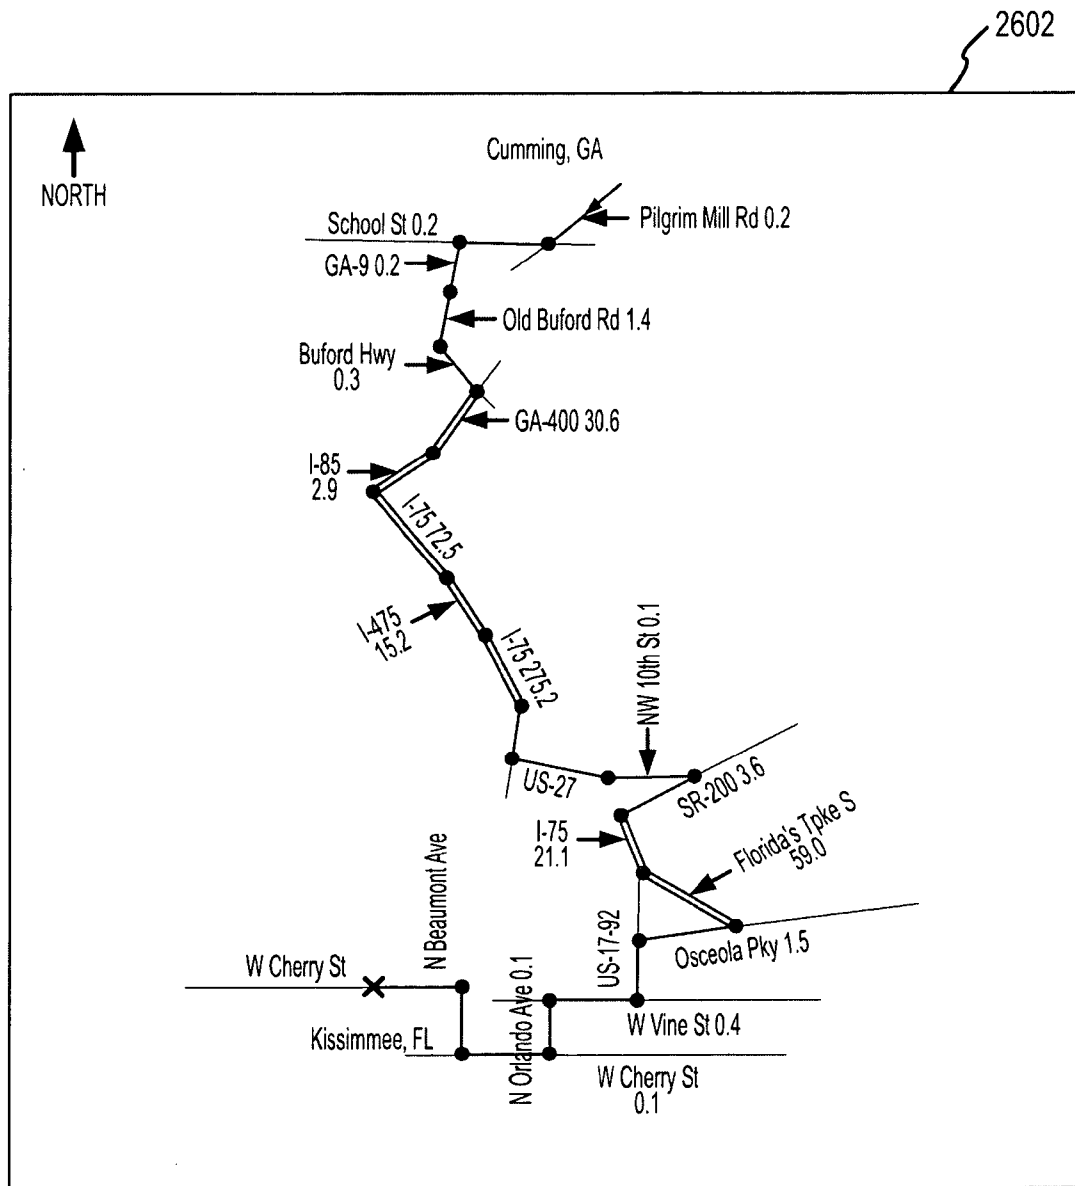 2602
NORTH
Cumming, GA
School St 0.2
Pilgrim Mill Rd 0.2
GA-9 0.2
Old Buford Rd 1.4
Buford Hwy
0.3
GA-400 30.6
I-85
2.9
I-75 72.5
I-475
15.2
I-75 275.2
NW 10th St 0.1
US-27
SR-200 3.6
I-75
21.1
Florida's Tpke S
59.0
N Beaumont Ave
US-17-92
Osceola Pky 1.5
W Cherry St
N Orlando Ave 0.1
W Vine St 0.4
Kissimmee, FL
W Cherry St
0.1